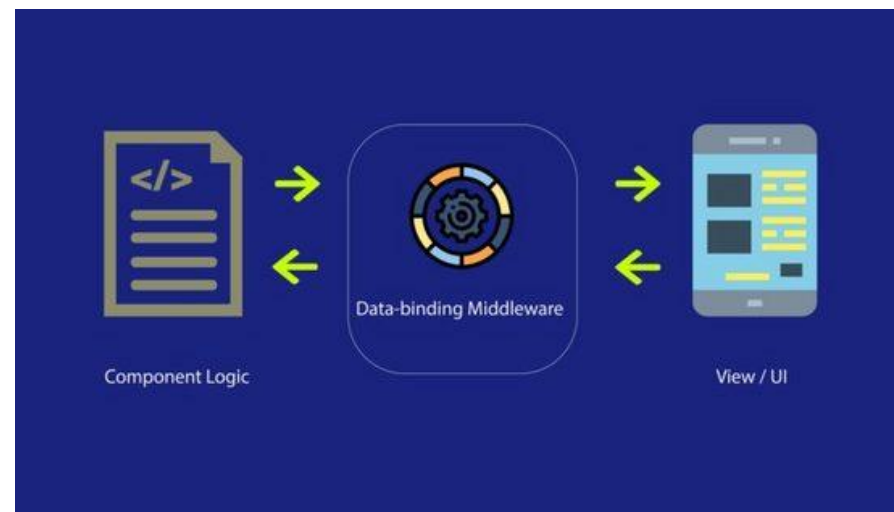 </>
Data-binding Middleware
Component Logic
View / UI